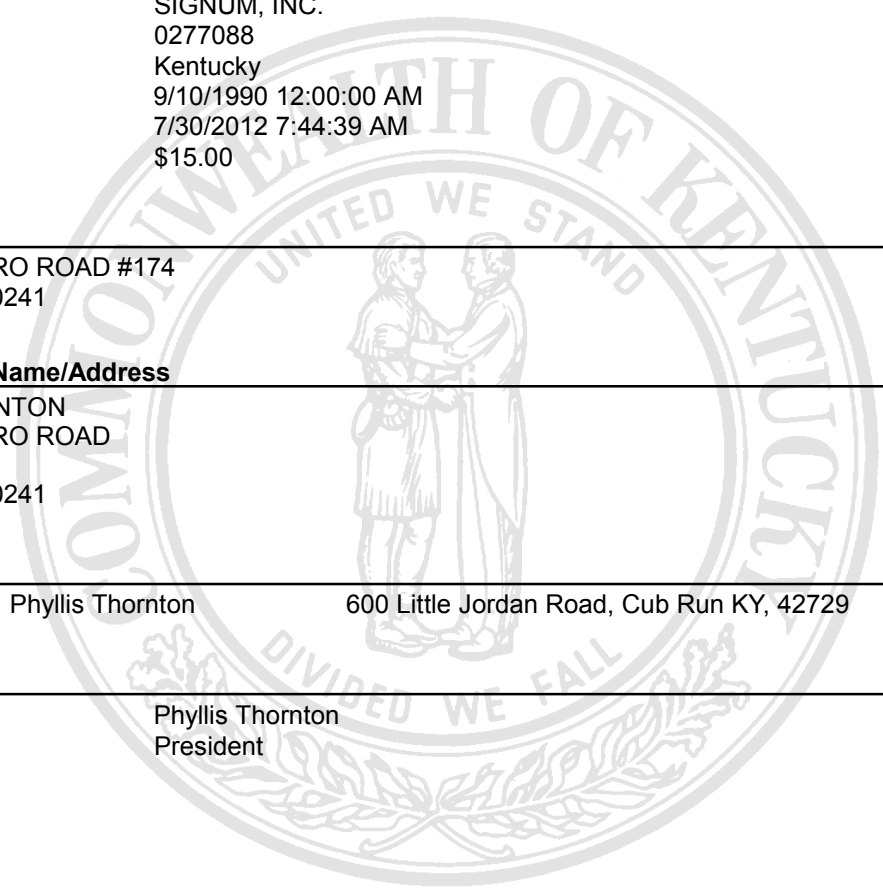 SIGNUM, INC.
0277088
Kentucky
9/10/1990 12:00:00 AM
7/30/2012 7:44:39 AM
$15.00
COMMONWEALTH OF KENTUCKY
UNITED WE STAND
RO ROAD #174
0241
Name/Address
NTON
RO ROAD
0241
Phyllis Thornton 600 Little Jordan Road, Cub Run KY, 42729
DIVIDED WE FALL
Phyllis Thornton
President